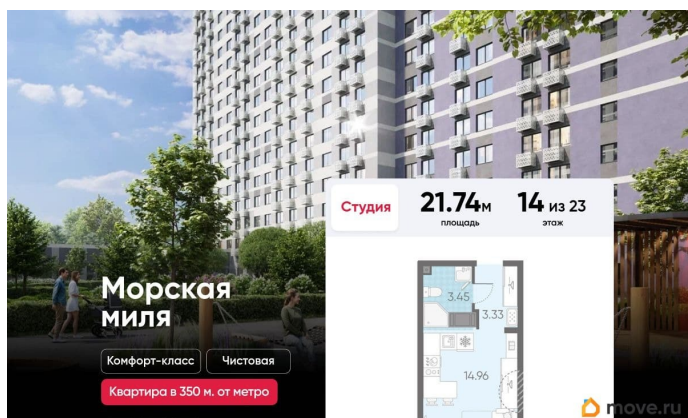 Студия
21.74м
площадь
14 из 23
этаж
3.45
3.33
14.96
Морская
миля
Комфорт-класс
Чистовая
Квартира в 350 м. от метро
move.ru